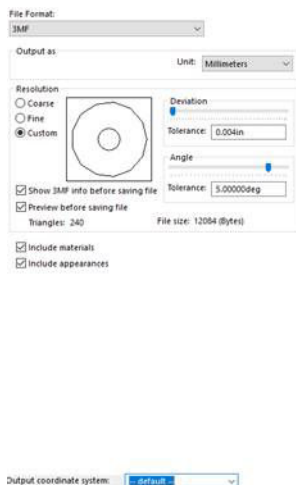 File Format:
3MF
Output as
Unit: Millimeters
Resolution
Coarse
Fine
Custom
Deviation
Tolerance: 0.004in
Angle
Tolerance: 5.00000deg
Show 3MF info before saving file
Preview before saving file
Triangles: 240 File size: 12084 (Bytes)
Include materials
Include appearances
Output coordinate system: -- default --